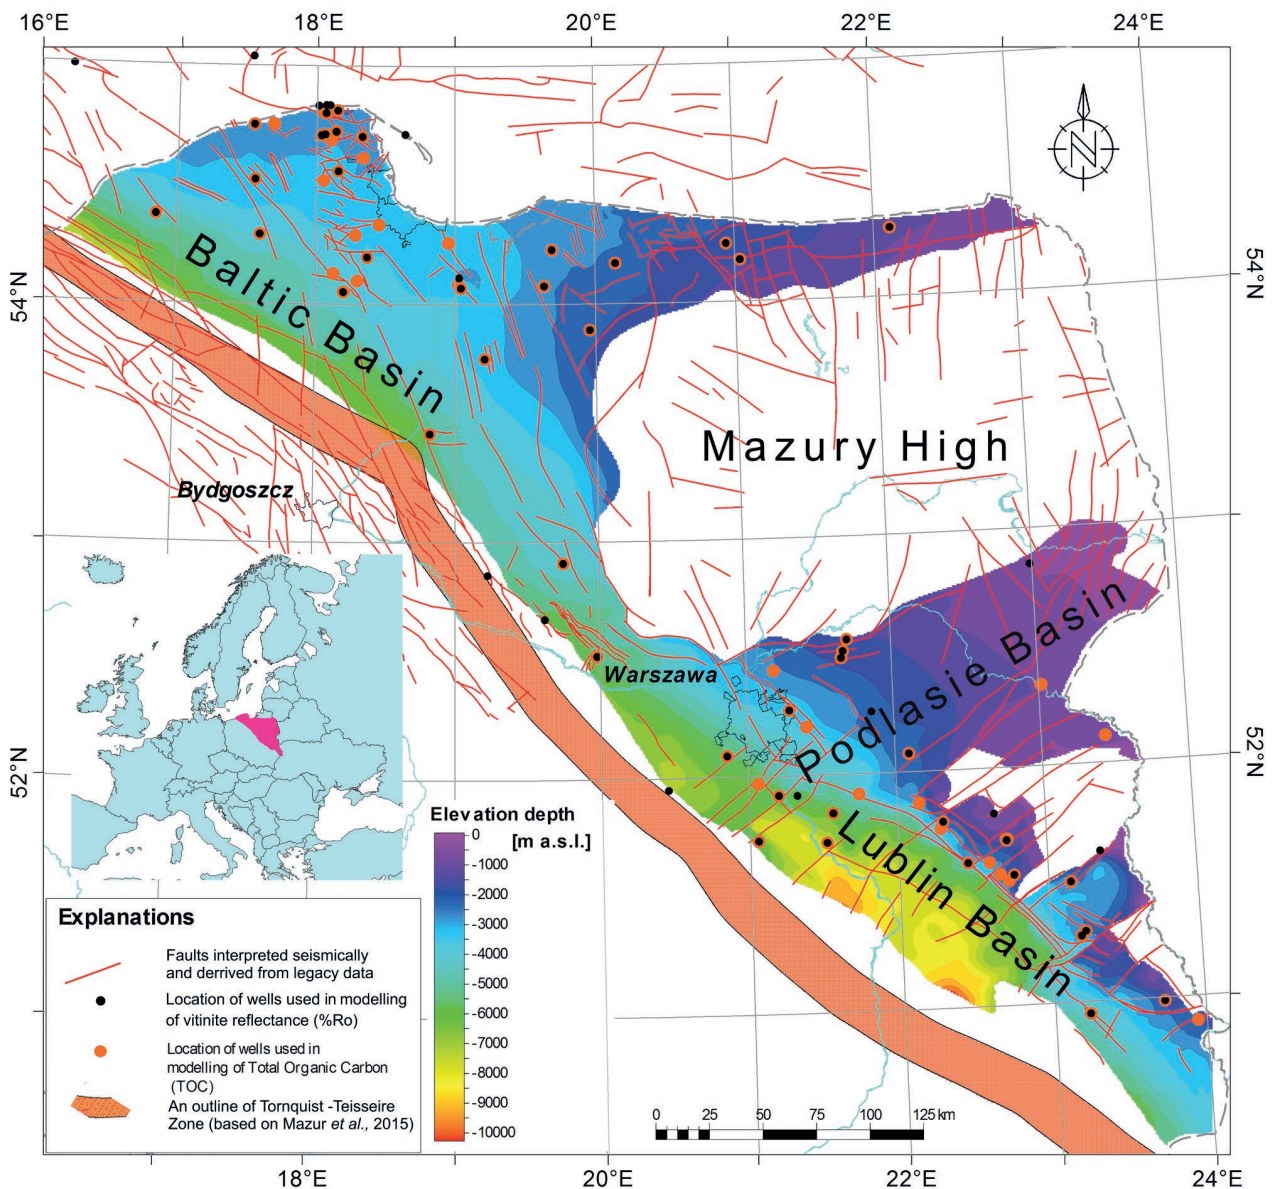 16°E 18°E 20°E 22°E 24°E
N
54°N
54°N
Baltic Basin
Mazury High
Bydgoszcz
Warszawa
Podlasie Basin
52°N
52°N
Lublin Basin
Elevation depth
[m a.s.l.]
0
-1000
-2000
-3000
-4000
-5000
-6000
-7000
-8000
-9000
-10000
Explanations
Faults interpreted seismically
and derived from legacy data
Location of wells used in modelling
of vitinite reflectance (%Ro)
Location of wells used in
modelling of Total Organic Carbon
(TOC)
An outline of Tornquist -Teisseire
Zone (based on Mazur et al., 2015)
0 25 50 75 100 125 km
18°E 20°E 22°E 24°E